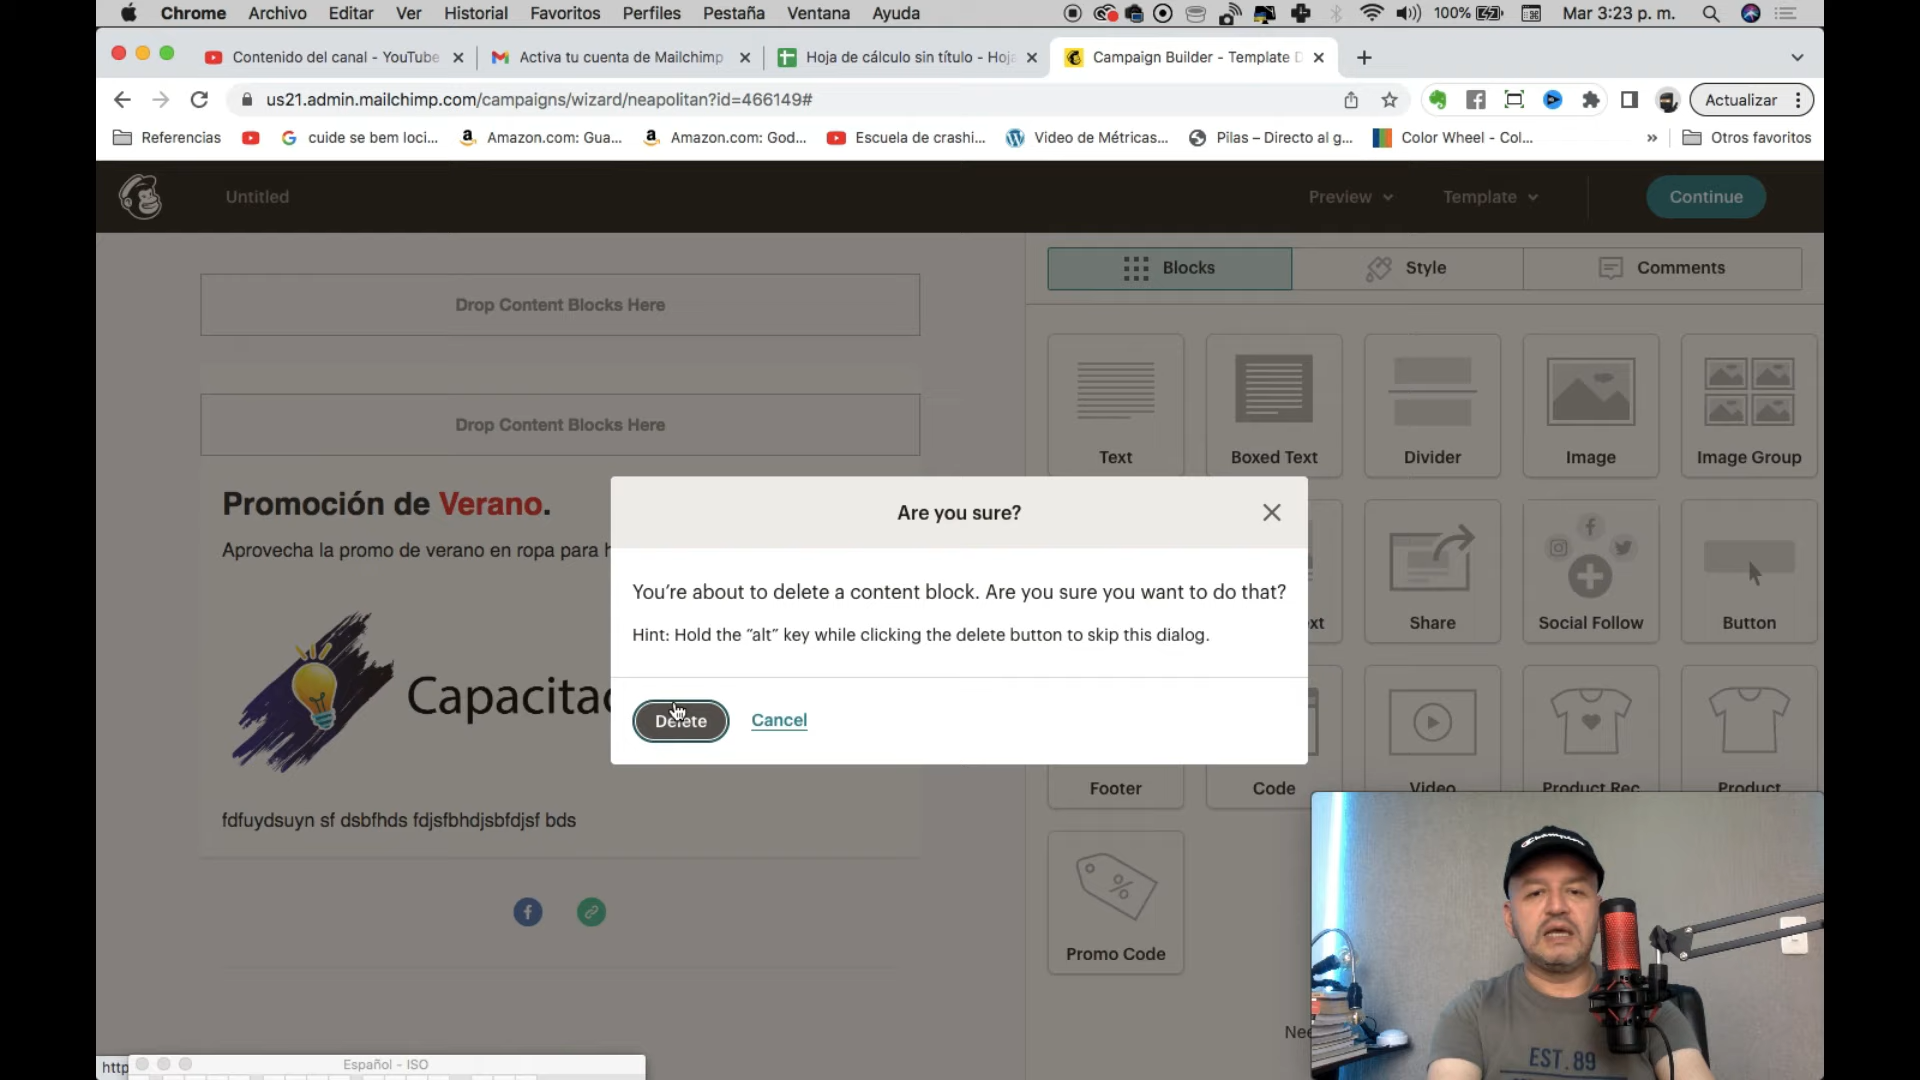 Chrome Archivo Editar Ver Historial Favoritos Perfiles Pestaña Ventana Ayuda 100% Mar 3:23 p. m.
Contenido del canal - YouTube Activa tu cuenta de Mailchimp Hoja de cálculo sin título - Campaign Builder - Template
us21.admin.mailchimp.com/campaigns/wizard/neapolitan?id=466149# Actualizar
Referencias cuide se bem loci... Amazon.com: Gua... Amazon.com: God... Escuela de crashi... Video de Métricas... Pilas – Directo al g... Color Wheel - Col... » Otros favoritos
Untitled Preview Template Continue
Blocks Style Comments
Drop Content Blocks Here
Drop Content Blocks Here
Text Boxed Text Divider Image Image Group
Promoción de Verano.
Aprovecha la promo de verano en ropa para
Are you sure?
You're about to delete a content block. Are you sure you want to do that?
Hint: Hold the "alt" key while clicking the delete button to skip this dialog.
Delete Cancel
Share Social Follow Button
Capacitac
Footer Code Video Product Rec Product
fdfuydsuyn sf dsbfhds fdjsfbhdjsbfdjsf bds
Promo Code
Champion
EST. 89
http
Español - ISO